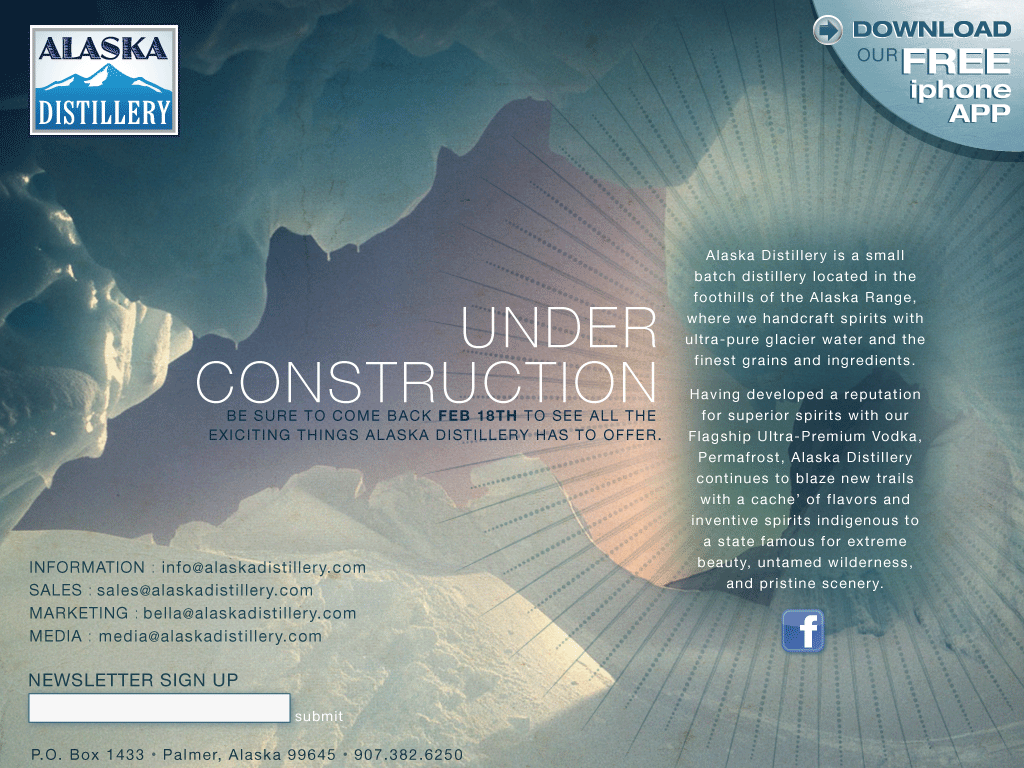 ALASKA
DISTILLERY
DOWNLOAD
OUR FREE
iphone
APP
Alaska Distillery is a small
batch distillery located in the
foothills of the Alaska Range,
where we handcraft spirits with
ultra-pure glacier water and the
finest grains and ingredients.
Having developed a reputation
for superior spirits with our
Flagship Ultra-Premium Vodka,
Permafrost, Alaska Distillery
continues to blaze new trails
with a cache' of flavors and
inventive spirits indigenous to
a state famous for extreme
beauty, untamed wilderness,
and pristine scenery.
f
UNDER
CONSTRUCTION
BE SURE TO COME BACK FEB 18TH TO SEE ALL THE
EXICITING THINGS ALASKA DISTILLERY HAS TO OFFER.
INFORMATION : info@alaskadistillery.com
SALES : sales@alaskadistillery.com
MARKETING : bella@alaskadistillery.com
MEDIA : media@alaskadistillery.com
NEWSLETTER SIGN UP
submit
P.O. Box 1433 • Palmer, Alaska 99645 • 907.382.6250